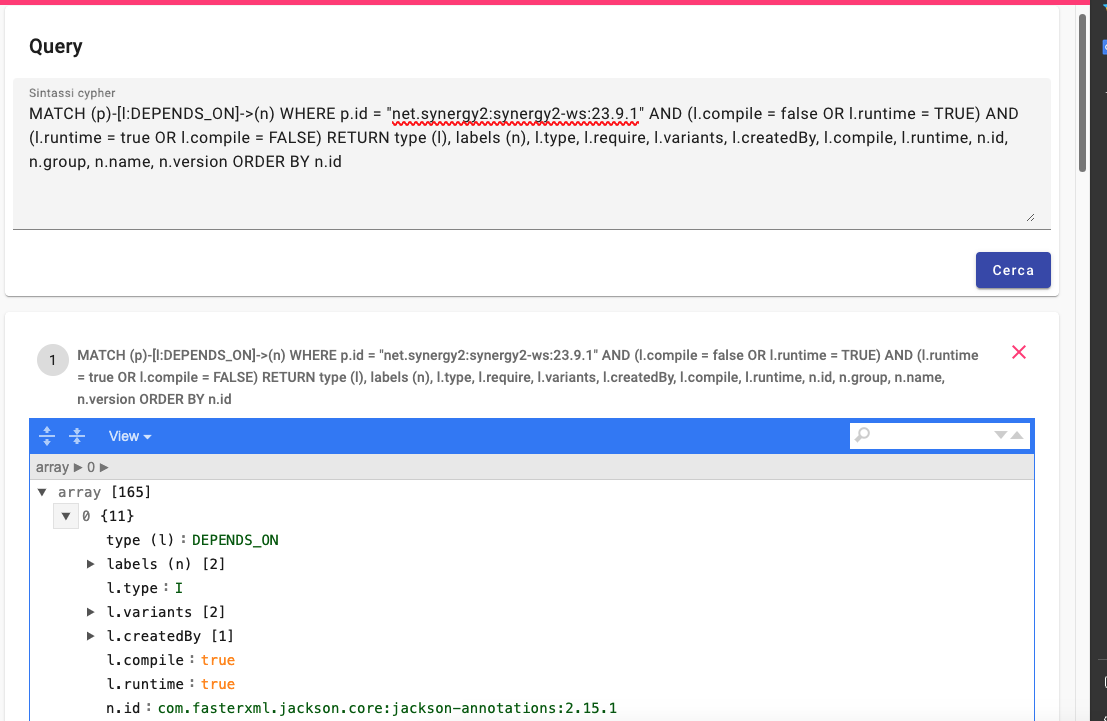 Query
Sintassi cypher
MATCH (p)-[l:DEPENDS_ON]->(n) WHERE p.id = "net.synergy2:synergy2-ws:23.9.1" AND (l.compile = false OR l.runtime = TRUE) AND
(l.runtime = true OR l.compile = FALSE) RETURN type (l), labels (n), l.type, l.require, l.variants, l.createdBy, l.compile, l.runtime, n.id,
n.group, n.name, n.version ORDER BY n.id
Cerca
1
MATCH (p)-[l:DEPENDS_ON]->(n) WHERE p.id = "net.synergy2:synergy2-ws:23.9.1" AND (l.compile = false OR l.runtime = TRUE) AND (l.runtime
= true OR l.compile = FALSE) RETURN type (l), labels (n), l.type, l.require, l.variants, l.createdBy, l.compile, l.runtime, n.id, n.group, n.name,
n.version ORDER BY n.id
View
array ▶ 0 ▶
array [165]
0 {11}
type (l) : DEPENDS_ON
labels (n) [2]
l.type : I
l.variants [2]
l.createdBy [1]
l.compile : true
l.runtime : true
n.id : com.fasterxml.jackson.core:jackson-annotations:2.15.1